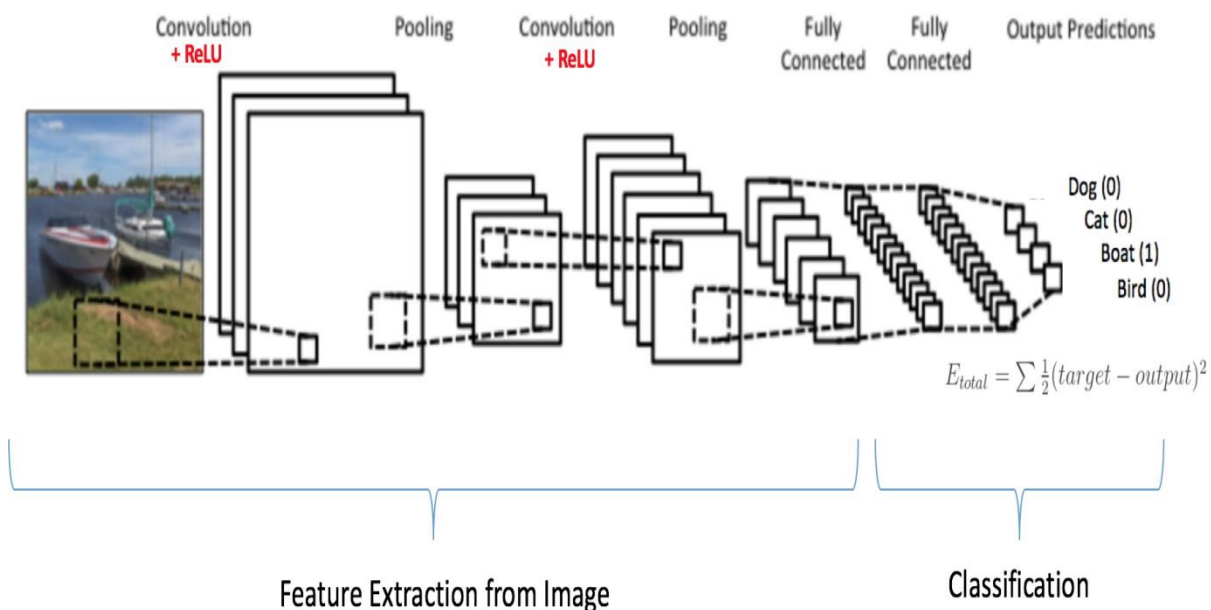 Convolution
+ ReLU
Pooling
Convolution
+ ReLU
Pooling
Fully
Connected
Fully
Connected
Output Predictions
Dog (0)
Cat (0)
Boat (1)
Bird (0)
E_total = ∑ ½(target − output)²
Feature Extraction from Image
Classification